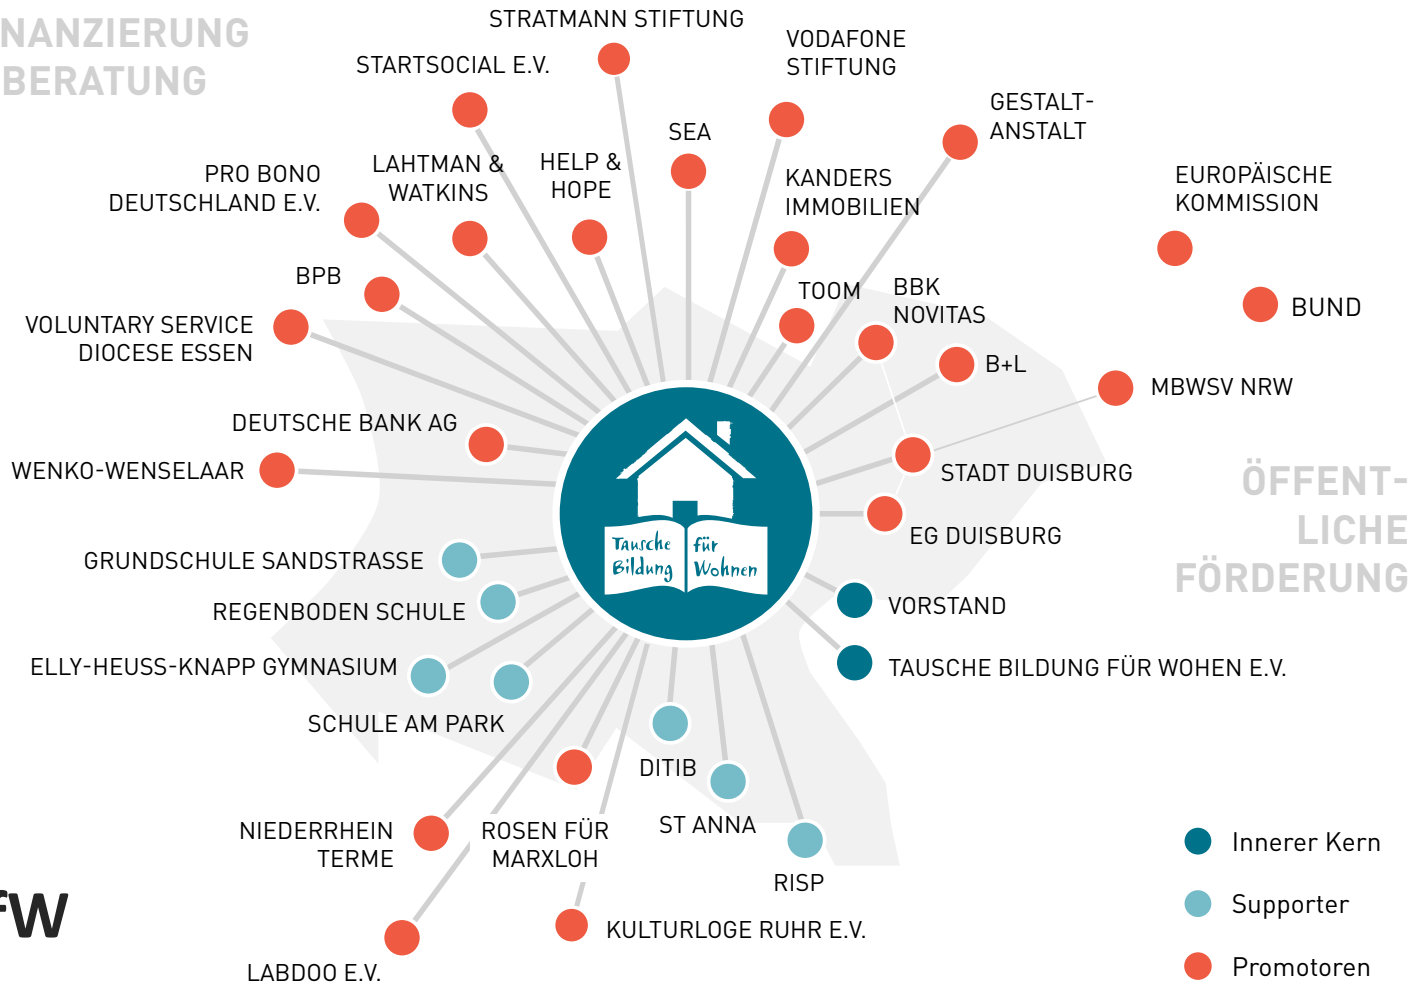 NANZIERUNG
BERATUNG
STRATMANN STIFTUNG
STARTSOCIAL E.V.
VODAFONE
STIFTUNG
GESTALT-
ANSTALT
SEA
PRO BONO
DEUTSCHLAND E.V.
LAHTMAN &
WATKINS
HELP &
HOPE
KANDERS
IMMOBILIEN
EUROPÄISCHE
KOMMISSION
BPB
TOOM
BBK
NOVITAS
BUND
VOLUNTARY SERVICE
DIOCESE ESSEN
B+L
MBWSV NRW
DEUTSCHE BANK AG
WENKO-WENSELAAR
STADT DUISBURG
ÖFFENT-
LICHE
FÖRDERUNG
EG DUISBURG
Tausche
Bildung
für
Wohnen
GRUNDSCHULE SANDSTRASSE
REGENBODEN SCHULE
VORSTAND
ELLY-HEUSS-KNAPP GYMNASIUM
TAUSCHE BILDUNG FÜR WOHEN E.V.
SCHULE AM PARK
DITIB
ST ANNA
NIEDERRHEIN
TERME
ROSEN FÜR
MARXLOH
RISP
fW
KULTURLOGE RUHR E.V.
LABDOO E.V.
Innerer Kern
Supporter
Promotoren